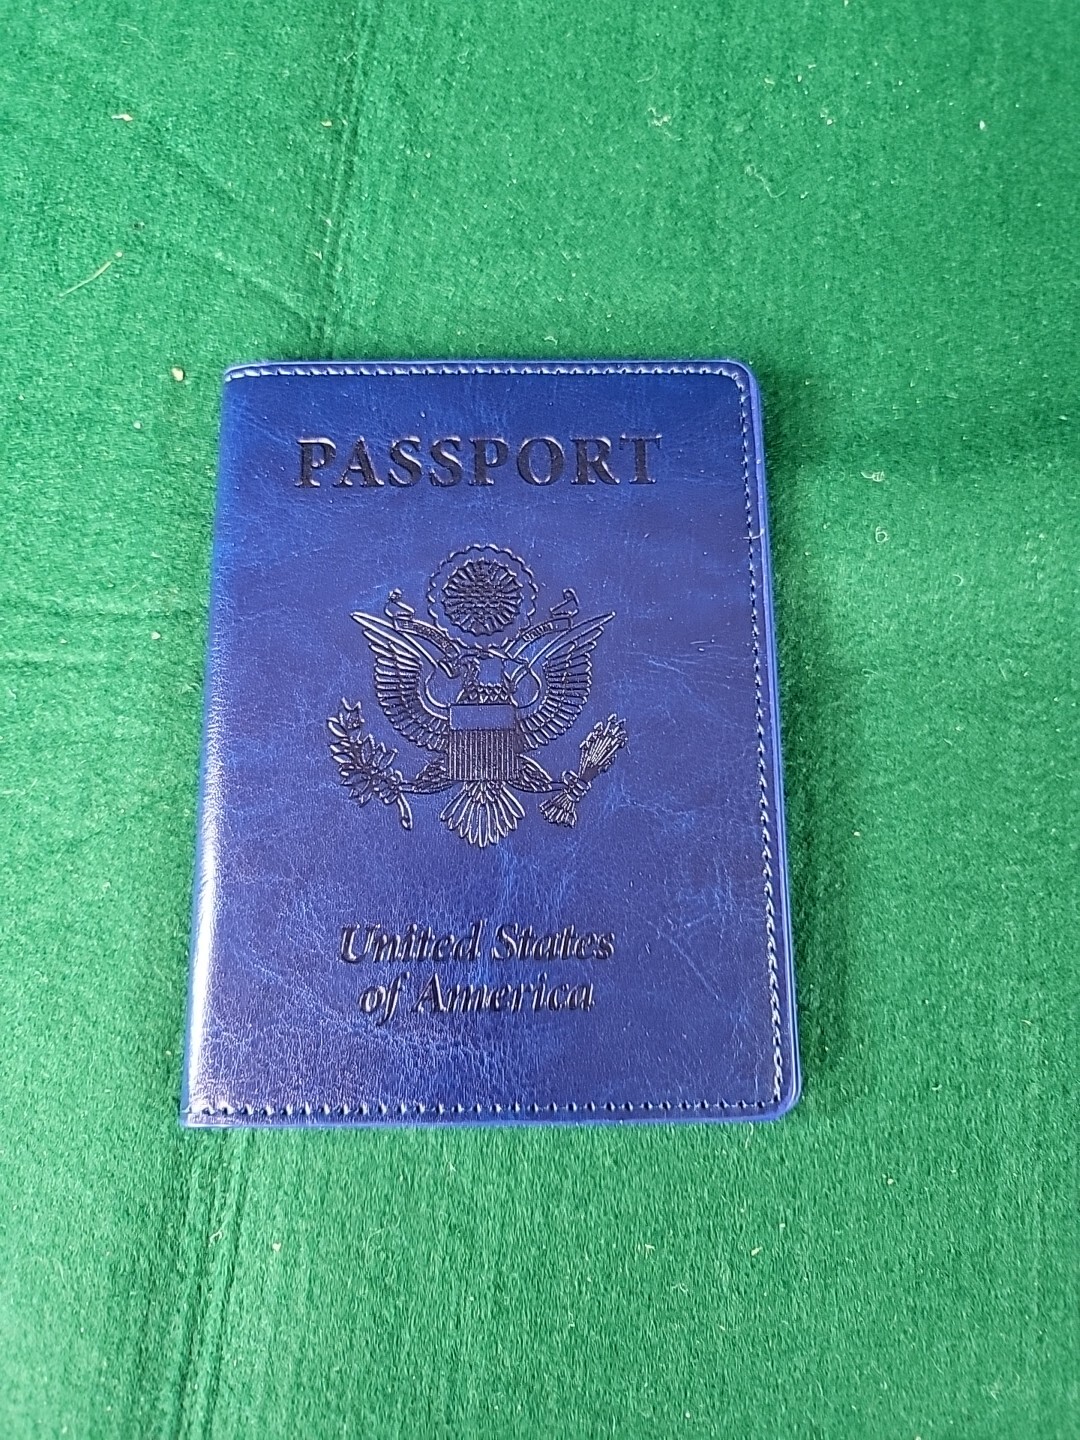 PASSPORT
United States
of America